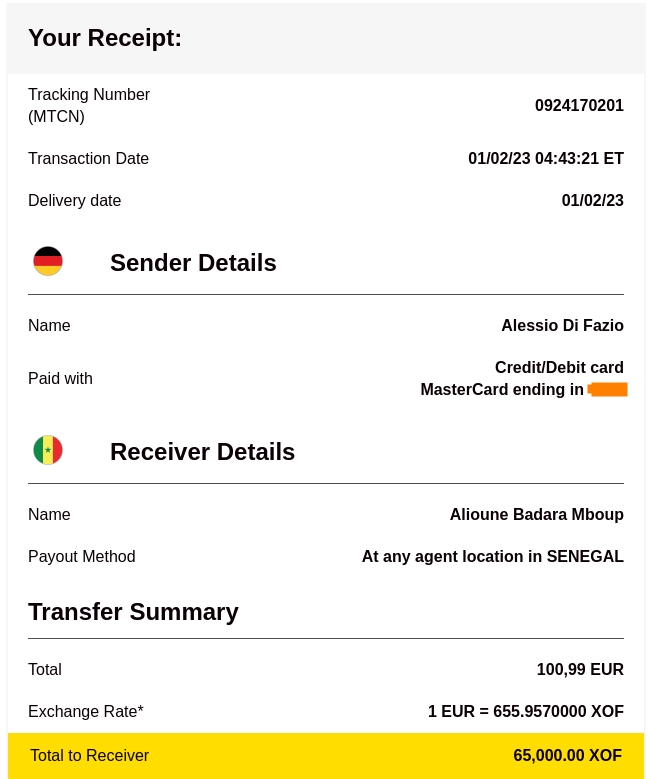 Your Receipt:
Tracking Number
(MTCN)
0924170201
Transaction Date 01/02/23 04:43:21 ET
Delivery date 01/02/23
Sender Details
Name Alessio Di Fazio
Paid with
Credit/Debit card
MasterCard ending in
Receiver Details
Name Alioune Badara Mboup
Payout Method At any agent location in SENEGAL
Transfer Summary
Total 100,99 EUR
Exchange Rate* 1 EUR = 655.9570000 XOF
Total to Receiver 65,000.00 XOF